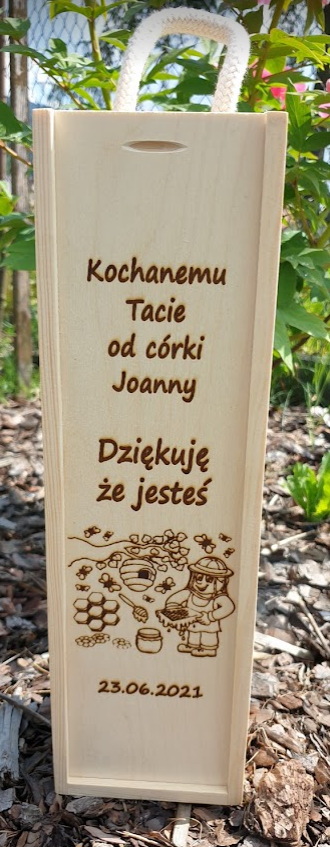 Kochanemu
Tacie
od córki
Joanny
Dziękuję
że jesteś
23.06.2021